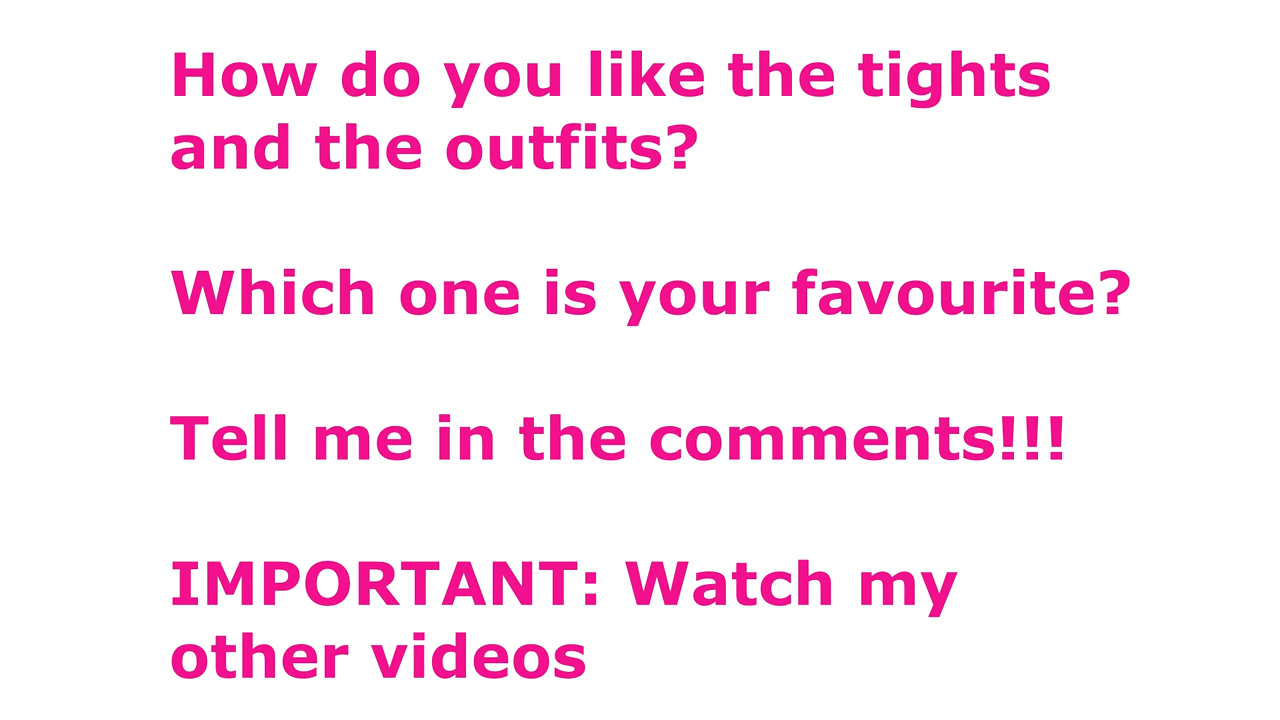 How do you like the tights
and the outfits?
Which one is your favourite?
Tell me in the comments!!!
IMPORTANT: Watch my
other videos